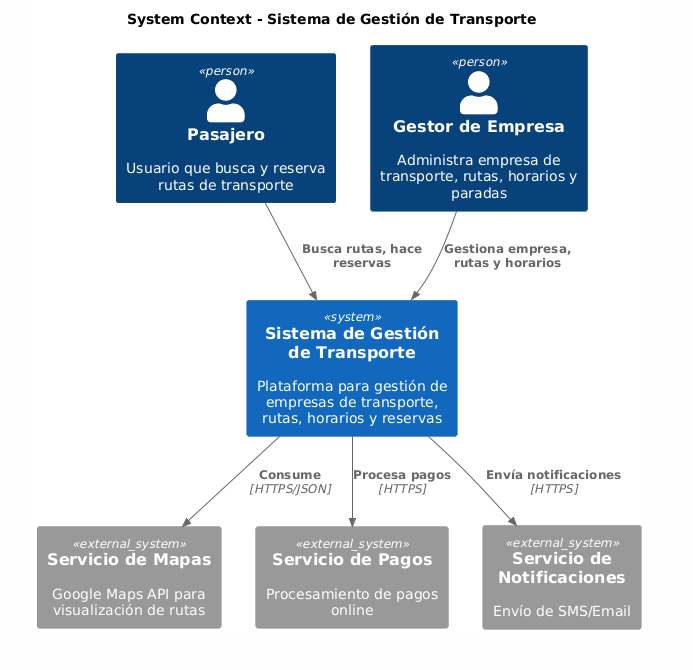 System Context - Sistema de Gestión de Transporte
«person»
Pasajero
Usuario que busca y reserva
rutas de transporte
«person»
Gestor de Empresa
Administra empresa de
transporte, rutas, horarios y
paradas
Busca rutas, hace
reservas
Gestiona empresa,
rutas y horarios
«system»
Sistema de Gestión
de Transporte
Plataforma para gestión de
empresas de transporte,
rutas, horarios y reservas
Consume
[HTTPS/JSON]
Procesa pagos
[HTTPS]
Envía notificaciones
[HTTPS]
«external_system»
Servicio de Mapas
Google Maps API para
visualización de rutas
«external_system»
Servicio de Pagos
Procesamiento de pagos
online
«external_system»
Servicio de
Notificaciones
Envío de SMS/Email